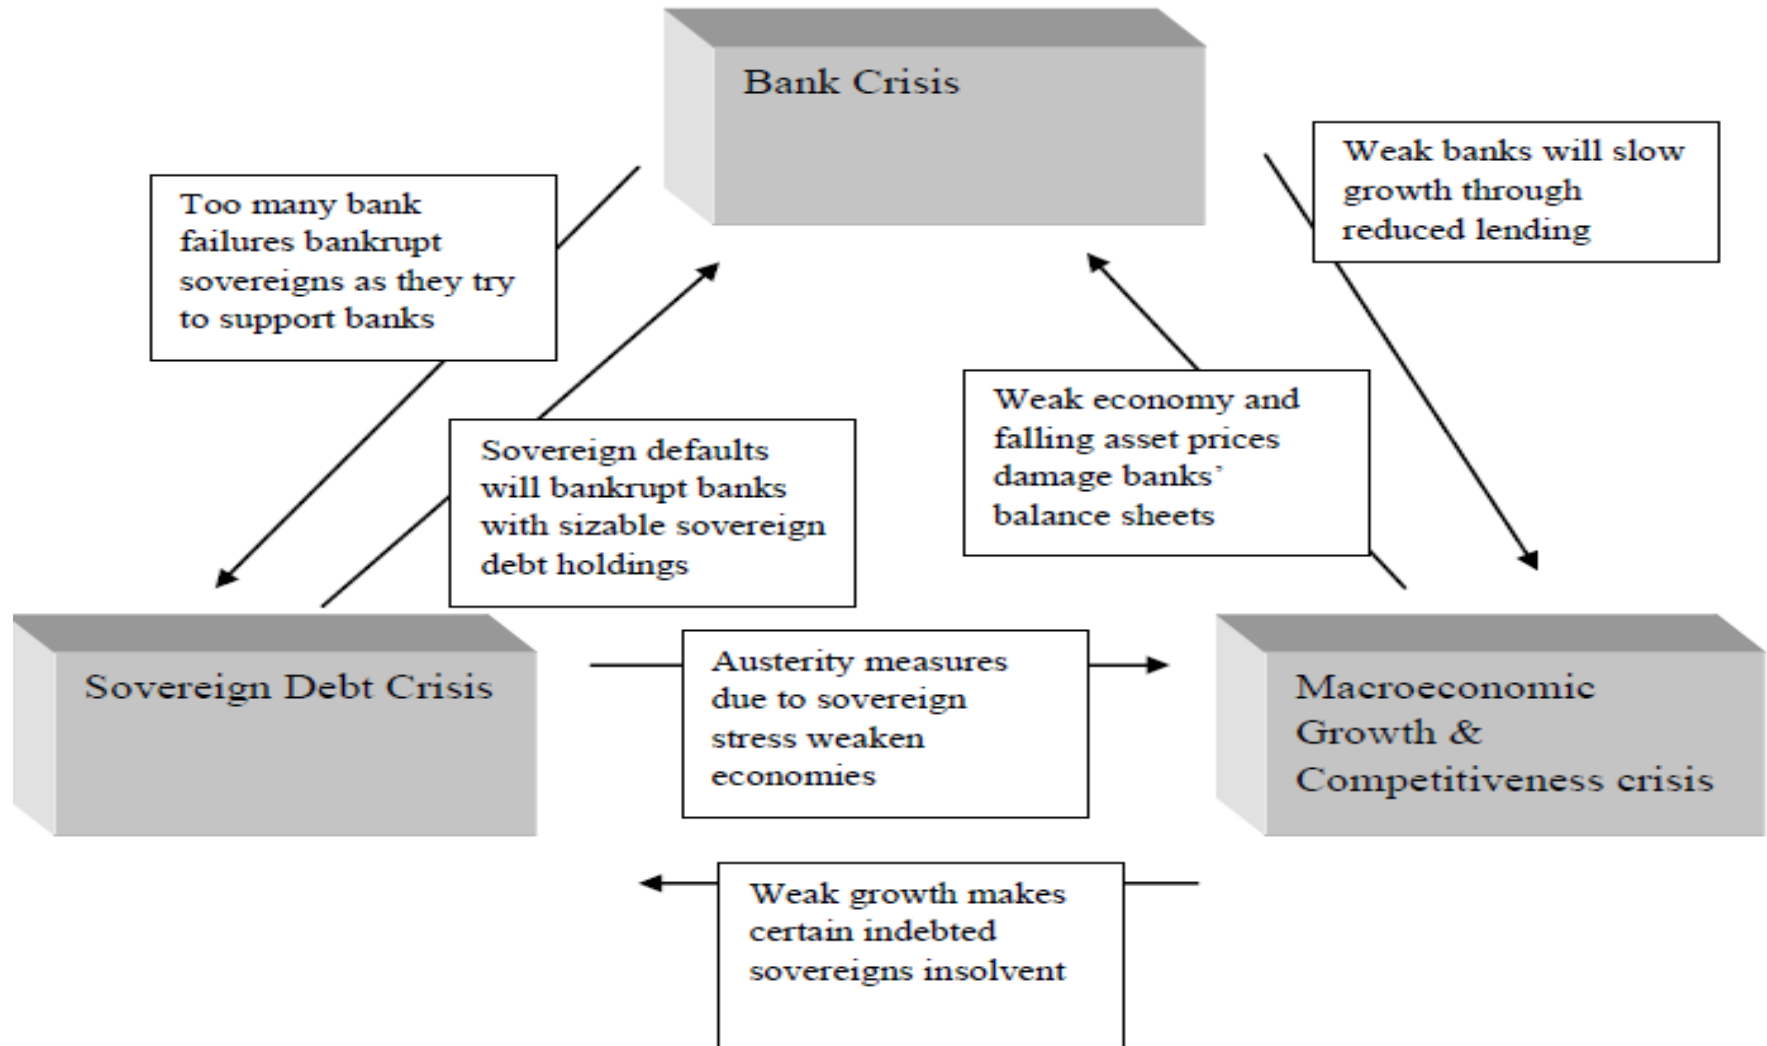 Bank Crisis
Weak banks will slow
growth through
reduced lending
Too many bank
failures bankrupt
sovereigns as they try
to support banks
Weak economy and
falling asset prices
damage banks’
balance sheets
Sovereign defaults
will bankrupt banks
with sizable sovereign
debt holdings
Sovereign Debt Crisis
Austerity measures
due to sovereign
stress weaken
economies
Macroeconomic
Growth &
Competitiveness crisis
Weak growth makes
certain indebted
sovereigns insolvent